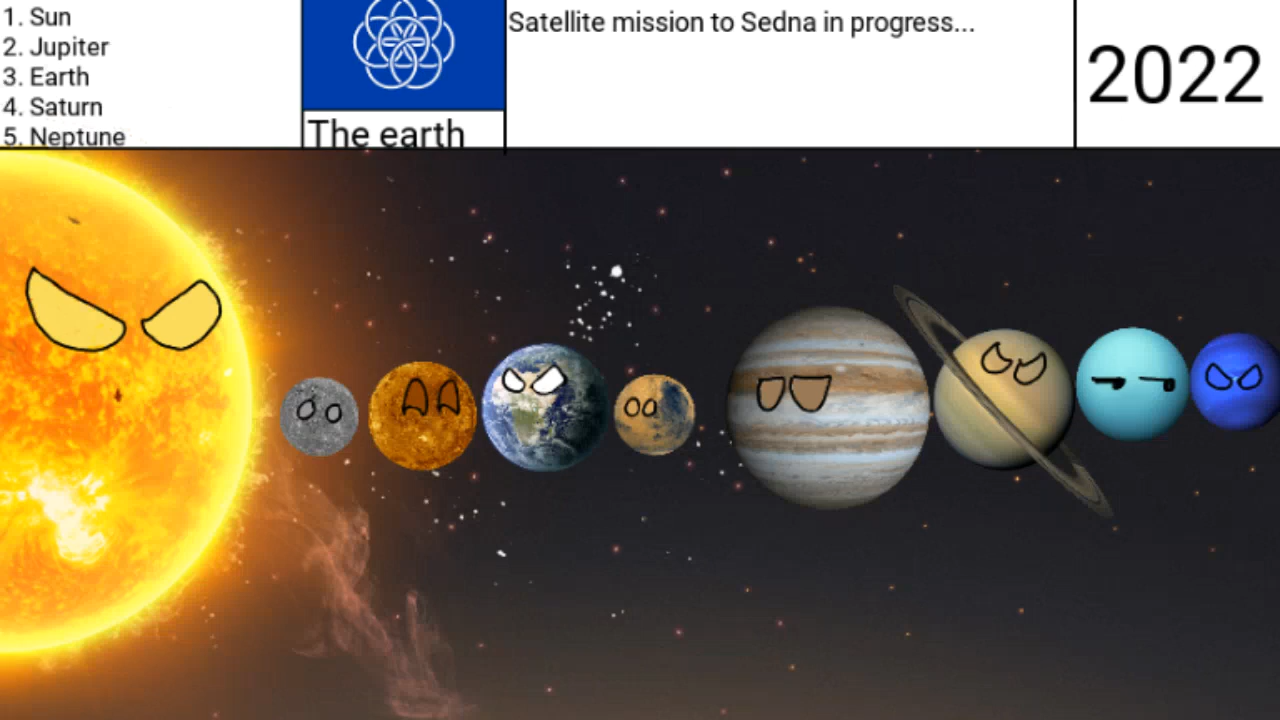 1. Sun
2. Jupiter
3. Earth
4. Saturn
5. Neptune
The earth
Satellite mission to Sedna in progress...
2022